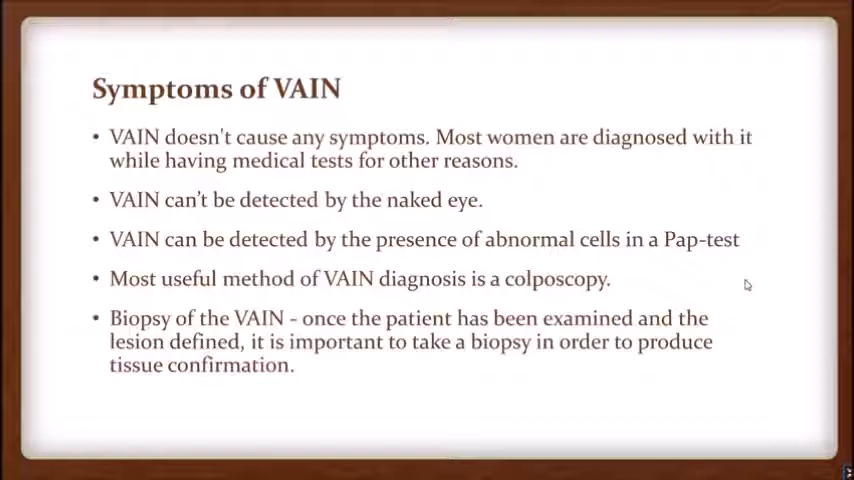 Symptoms of VAIN
• VAIN doesn't cause any symptoms. Most women are diagnosed with it
while having medical tests for other reasons.
• VAIN can't be detected by the naked eye.
• VAIN can be detected by the presence of abnormal cells in a Pap-test
• Most useful method of VAIN diagnosis is a colposcopy.
• Biopsy of the VAIN - once the patient has been examined and the
lesion defined, it is important to take a biopsy in order to produce
tissue confirmation.